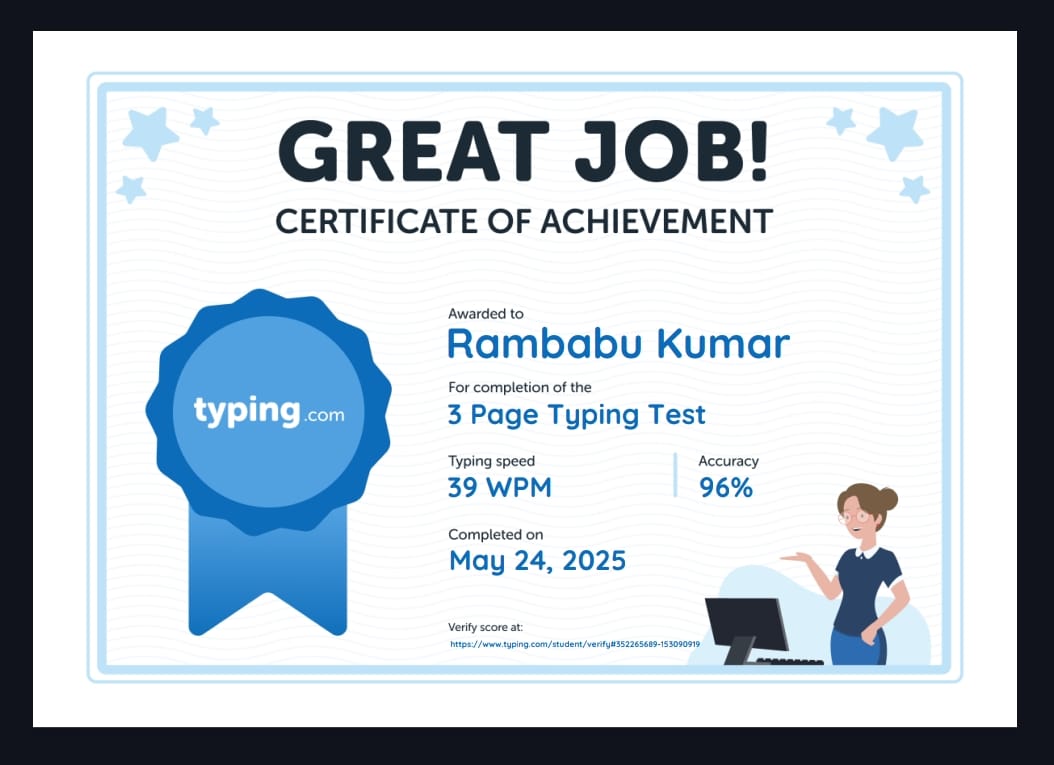 GREAT JOB!
CERTIFICATE OF ACHIEVEMENT
typing.com
Awarded to
Rambabu Kumar
For completion of the
3 Page Typing Test
Typing speed
39 WPM
Accuracy
96%
Completed on
May 24, 2025
Verify score at:
https://www.typing.com/student/verify#352265689-153090919